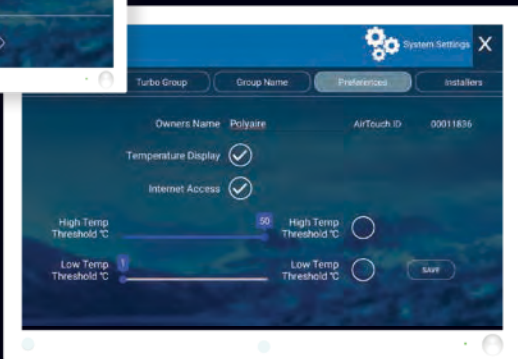 System Settings X
Turbo Group Group Name Preferences Installers
Owners Name Polyaire AirTouch ID 00011836
Temperature Display
Internet Access
High Temp Threshold °C 50 High Temp Threshold °C
Low Temp Threshold °C 1 Low Temp Threshold °C SAVE